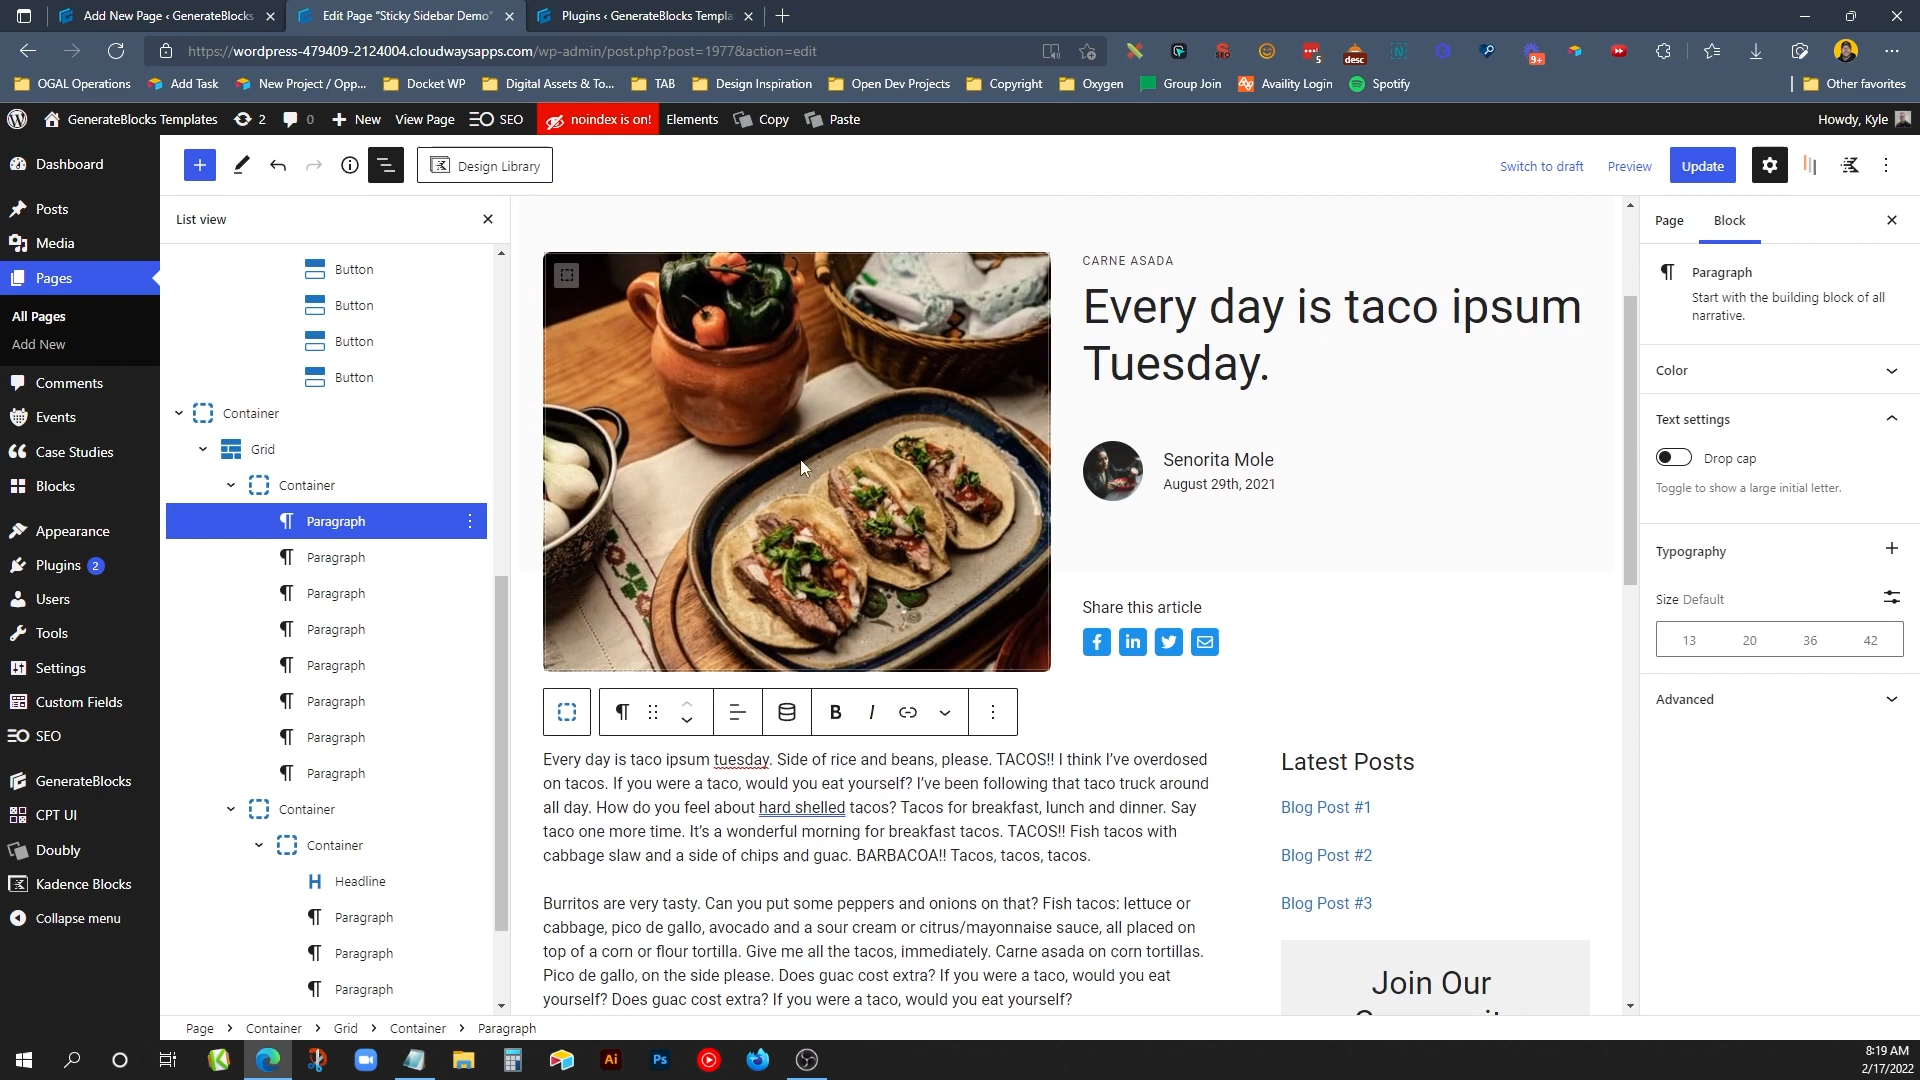 Add New Page ‹ GenerateBlocks
Edit Page "Sticky Sidebar Demo"
Plugins ‹ GenerateBlocks Templa
https://wordpress-479409-2124004.cloudwaysapps.com/wp-admin/post.php?post=1977&action=edit
SEO
5
desc
9+
OGAL Operations
Add Task
New Project / Opp...
Docket WP
Digital Assets & To...
TAB
Design Inspiration
Open Dev Projects
Copyright
Oxygen
Group Join
Availity Login
Spotify
Other favorites
GenerateBlocks Templates
2
0
New
View Page
SEO
noindex is on!
Elements
Copy
Paste
Howdy, Kyle
Dashboard
Posts
Media
Pages
All Pages
Add New
Comments
Events
Case Studies
Blocks
Appearance
Plugins 2
Users
Tools
Settings
Custom Fields
SEO
GenerateBlocks
CPT UI
Doubly
Kadence Blocks
Collapse menu
Design Library
Switch to draft
Preview
Update
List view
Button
Button
Button
Button
Container
Grid
Container
Paragraph
Paragraph
Paragraph
Paragraph
Paragraph
Paragraph
Paragraph
Paragraph
Container
Container
Headline
Paragraph
Paragraph
Paragraph
CARNE ASADA
Every day is taco ipsum
Tuesday.
Senorita Mole
August 29th, 2021
Share this article
B I
Every day is taco ipsum tuesday. Side of rice and beans, please. TACOS!! I think I've overdosed
on tacos. If you were a taco, would you eat yourself? I've been following that taco truck around
all day. How do you feel about hard shelled tacos? Tacos for breakfast, lunch and dinner. Say
taco one more time. It's a wonderful morning for breakfast tacos. TACOS!! Fish tacos with
cabbage slaw and a side of chips and guac. BARBACOA!! Tacos, tacos, tacos.
Burritos are very tasty. Can you put some peppers and onions on that? Fish tacos: lettuce or
cabbage, pico de gallo, avocado and a sour cream or citrus/mayonnaise sauce, all placed on
top of a corn or flour tortilla. Give me all the tacos, immediately. Carne asada on corn tortillas.
Pico de gallo, on the side please. Does guac cost extra? If you were a taco, would you eat
yourself? Does guac cost extra? If you were a taco, would you eat yourself?
Latest Posts
Blog Post #1
Blog Post #2
Blog Post #3
Join Our
Page
Block
Paragraph
Start with the building block of all
narrative.
Color
Text settings
Drop cap
Toggle to show a large initial letter.
Typography
Size Default
13 20 36 42
Advanced
Page > Container > Grid > Container > Paragraph
Ai
Ps
8:19 AM
2/17/2022